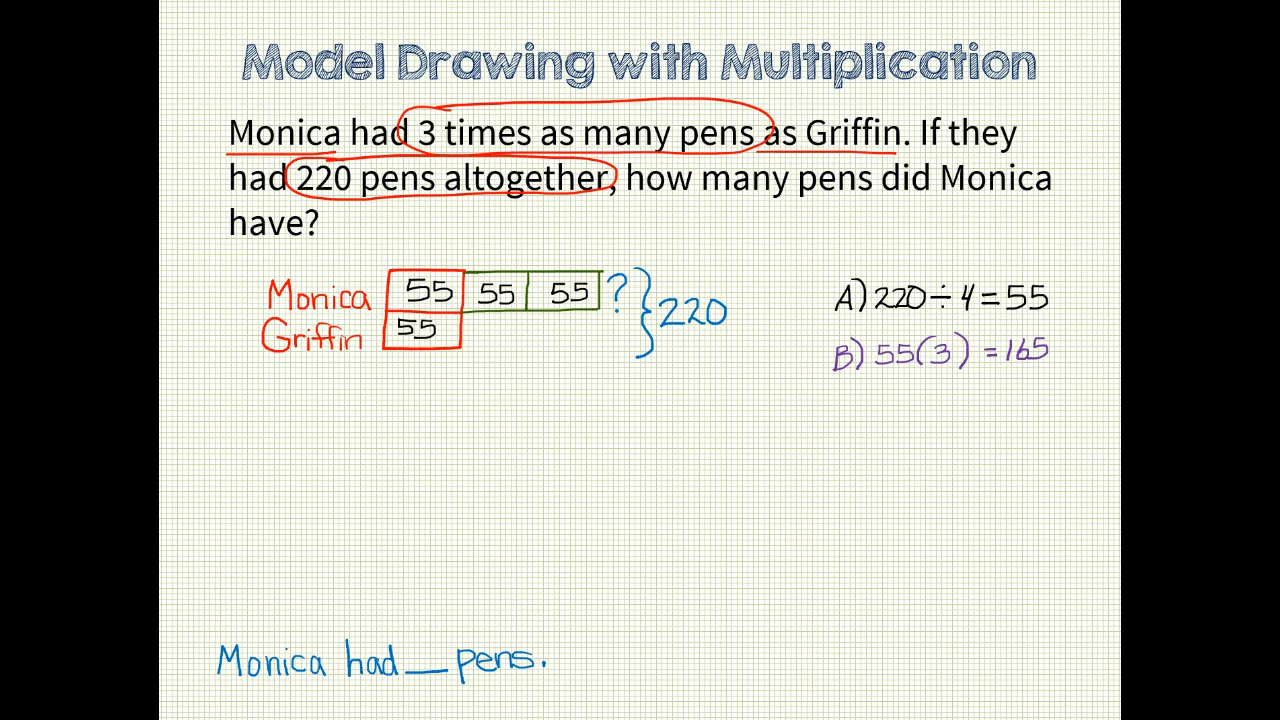 Model Drawing with Multiplication
Monica had 3 times as many pens as Griffin. If they
had 220 pens altogether, how many pens did Monica
have?
Monica 55 55 55 ? } 220
Griffin 55
A) 220 ÷ 4 = 55
B) 55(3) = 165
Monica had __ pens.